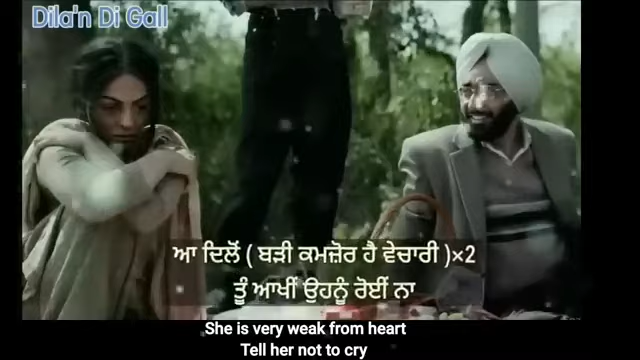 Dila'n Di Gall
ਆ ਦਿਲੋਂ ( ਬੜੀ ਕਮਜ਼ੋਰ ਹੈ ਵੇਚਾਰੀ )×2
ਤੂੰ ਆਖੀਂ ਉਹਨੂੰ ਰੋਈਂ ਨਾ
She is very weak from heart
Tell her not to cry